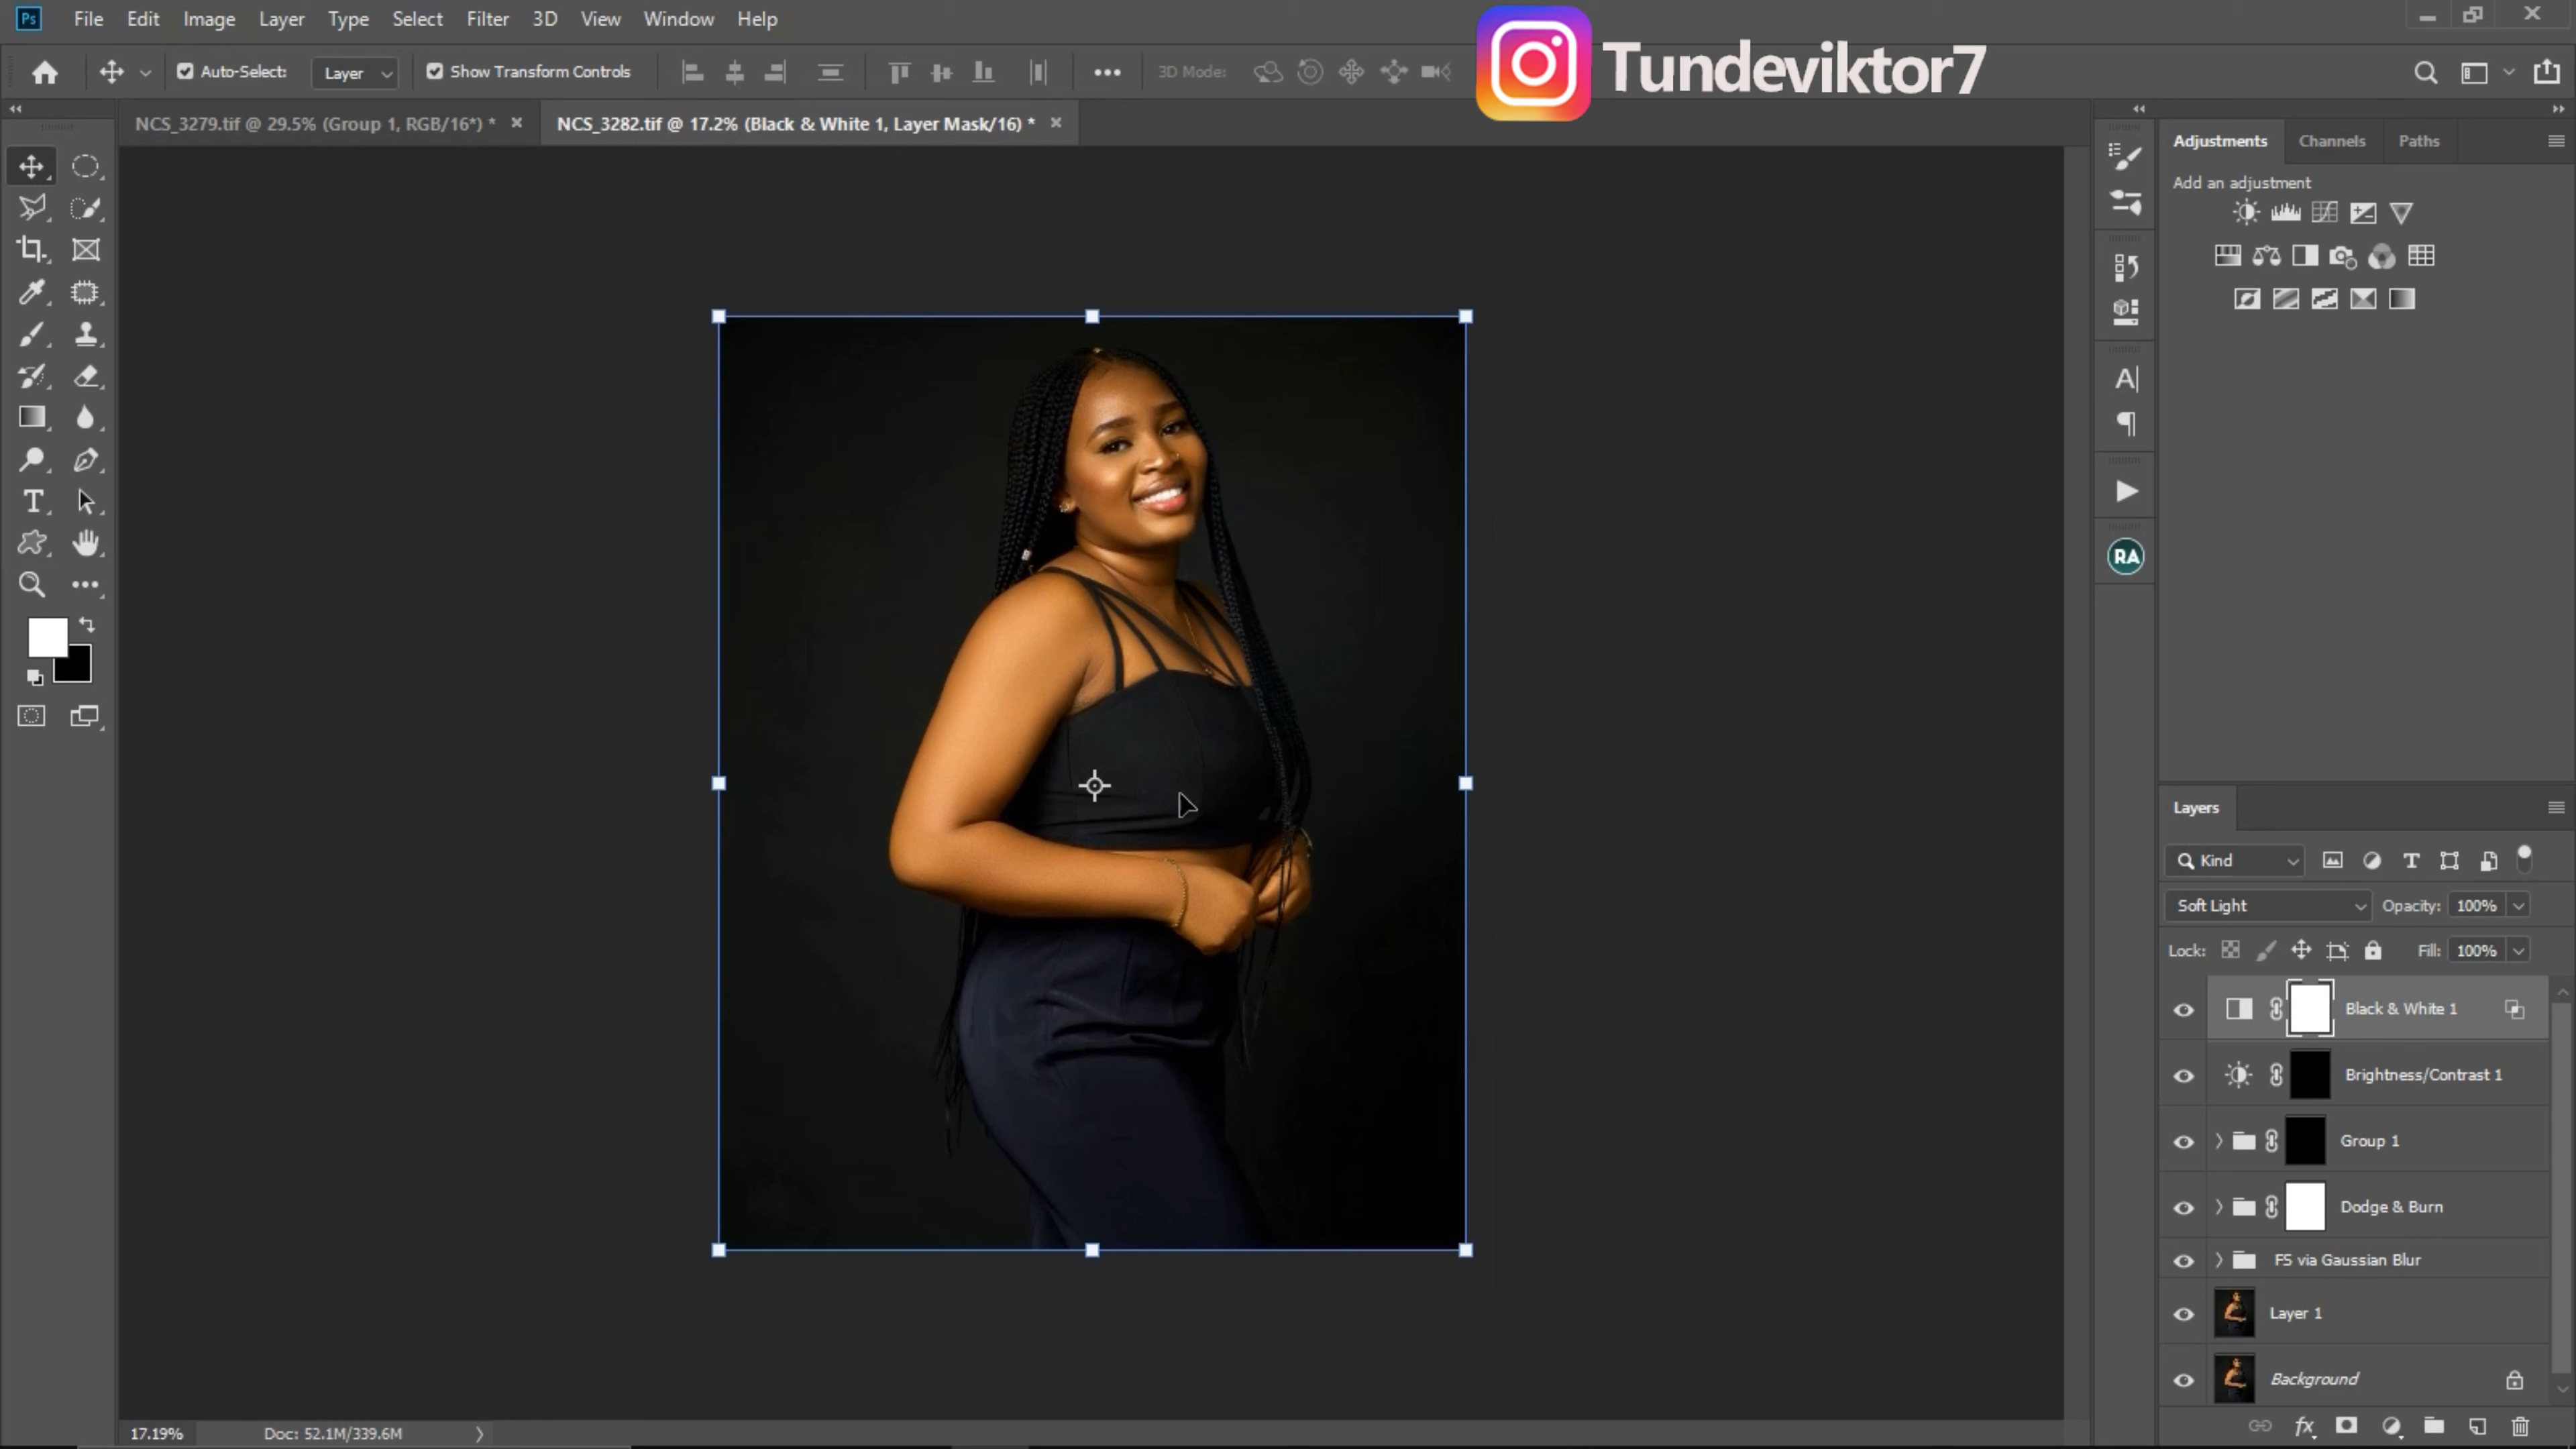 Ps File Edit Image Layer Type Select Filter 3D View Window Help
Auto-Select: Layer Show Transform Controls 3D Mode:
Tundeviktor7
NCS_3279.tif @ 29.5% (Group 1, RGB/16*) *
NCS_3282.tif @ 17.2% (Black & White 1, Layer Mask/16) *
Adjustments Channels Paths
Add an adjustment
RA
Layers
Kind
Soft Light Opacity: 100%
Lock: Fill: 100%
Black & White 1
Brightness/Contrast 1
Group 1
Dodge & Burn
FS via Gaussian Blur
Layer 1
Background
fx
17.19% Doc: 52.1M/339.6M